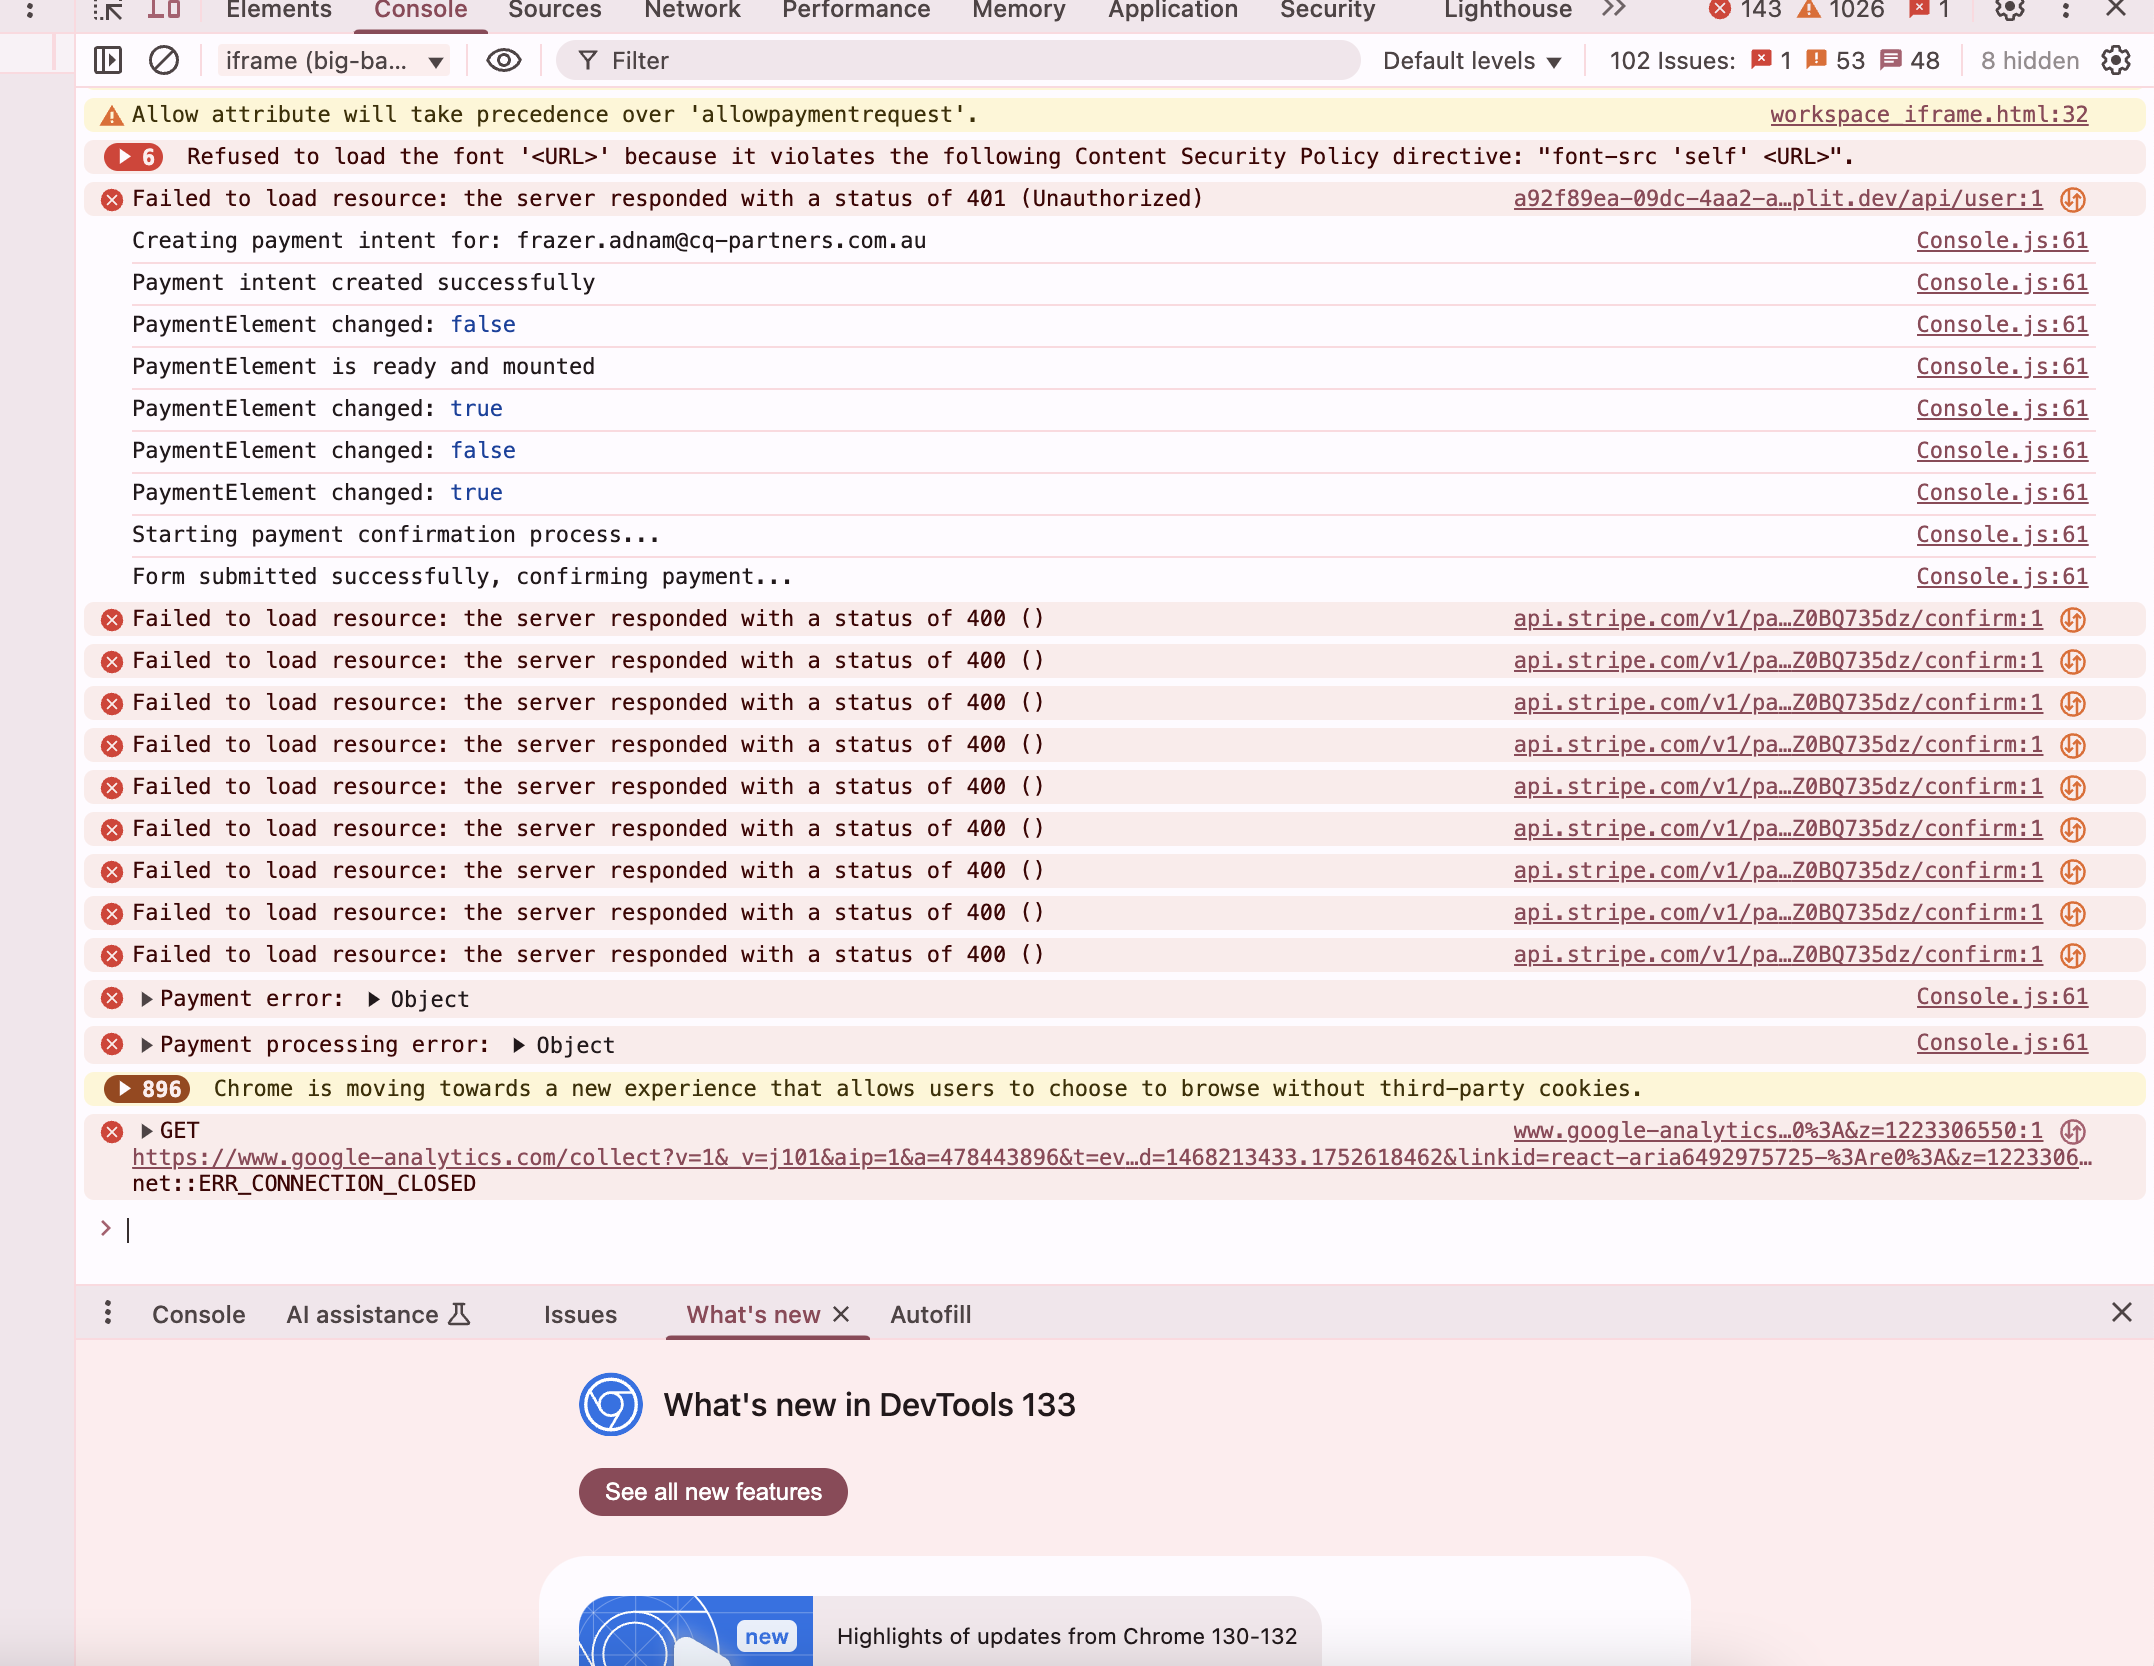 Elements Console Sources Network Performance Memory Application Security Lighthouse 143 1026 1
iframe (big-ba... Filter Default levels 102 Issues: 1 53 48 8 hidden
Allow attribute will take precedence over 'allowpaymentrequest'. workspace_iframe.html:32
6 Refused to load the font '<URL>' because it violates the following Content Security Policy directive: "font-src 'self' <URL>".
Failed to load resource: the server responded with a status of 401 (Unauthorized) a92f89ea-09dc-4aa2-a…plit.dev/api/user:1
Creating payment intent for: frazer.adnam@cq-partners.com.au Console.js:61
Payment intent created successfully Console.js:61
PaymentElement changed: false Console.js:61
PaymentElement is ready and mounted Console.js:61
PaymentElement changed: true Console.js:61
PaymentElement changed: false Console.js:61
PaymentElement changed: true Console.js:61
Starting payment confirmation process... Console.js:61
Form submitted successfully, confirming payment... Console.js:61
Failed to load resource: the server responded with a status of 400 () api.stripe.com/v1/pa…Z0BQ735dz/confirm:1
Failed to load resource: the server responded with a status of 400 () api.stripe.com/v1/pa…Z0BQ735dz/confirm:1
Failed to load resource: the server responded with a status of 400 () api.stripe.com/v1/pa…Z0BQ735dz/confirm:1
Failed to load resource: the server responded with a status of 400 () api.stripe.com/v1/pa…Z0BQ735dz/confirm:1
Failed to load resource: the server responded with a status of 400 () api.stripe.com/v1/pa…Z0BQ735dz/confirm:1
Failed to load resource: the server responded with a status of 400 () api.stripe.com/v1/pa…Z0BQ735dz/confirm:1
Failed to load resource: the server responded with a status of 400 () api.stripe.com/v1/pa…Z0BQ735dz/confirm:1
Failed to load resource: the server responded with a status of 400 () api.stripe.com/v1/pa…Z0BQ735dz/confirm:1
Failed to load resource: the server responded with a status of 400 () api.stripe.com/v1/pa…Z0BQ735dz/confirm:1
Payment error: Object Console.js:61
Payment processing error: Object Console.js:61
896 Chrome is moving towards a new experience that allows users to choose to browse without third-party cookies.
GET www.google-analytics…0%3A&z=1223306550:1
https://www.google-analytics.com/collect?v=1&_v=j101&aip=1&a=478443896&t=ev…d=1468213433.1752618462&linkid=react-aria6492975725-%3Are0%3A&z=1223306…
net::ERR_CONNECTION_CLOSED
Console AI assistance Issues What's new Autofill
What's new in DevTools 133
See all new features
new Highlights of updates from Chrome 130-132